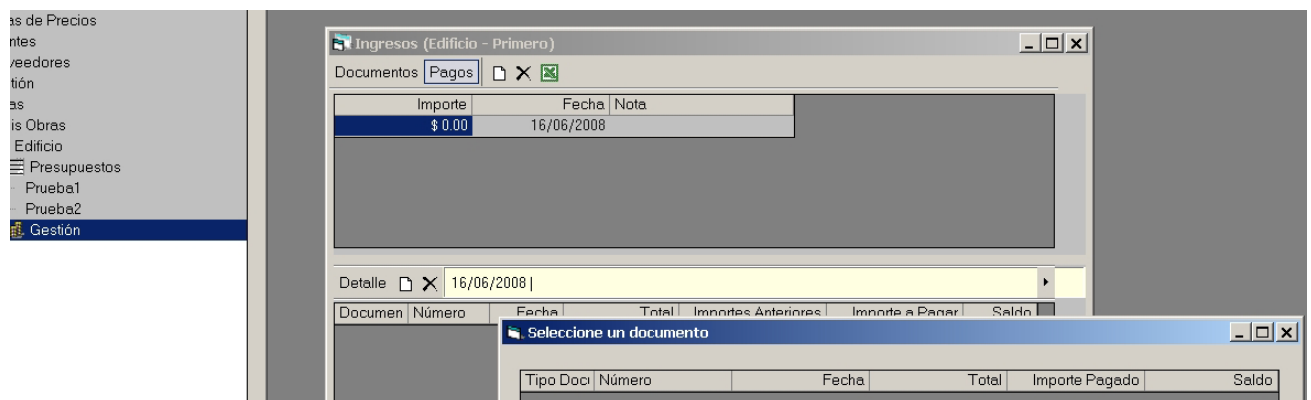 as de Precios
ntes
veedores
tión
as
is Obras
Edificio
Presupuestos
Prueba1
Prueba2
Gestión
Ingresos (Edificio - Primero)
Documentos Pagos
Importe Fecha Nota
$ 0.00 16/06/2008
Detalle 16/06/2008|
Documen Número Fecha Total Importes Anteriores Importe a Pagar Saldo
Seleccione un documento
Tipo Doc Número Fecha Total Importe Pagado Saldo